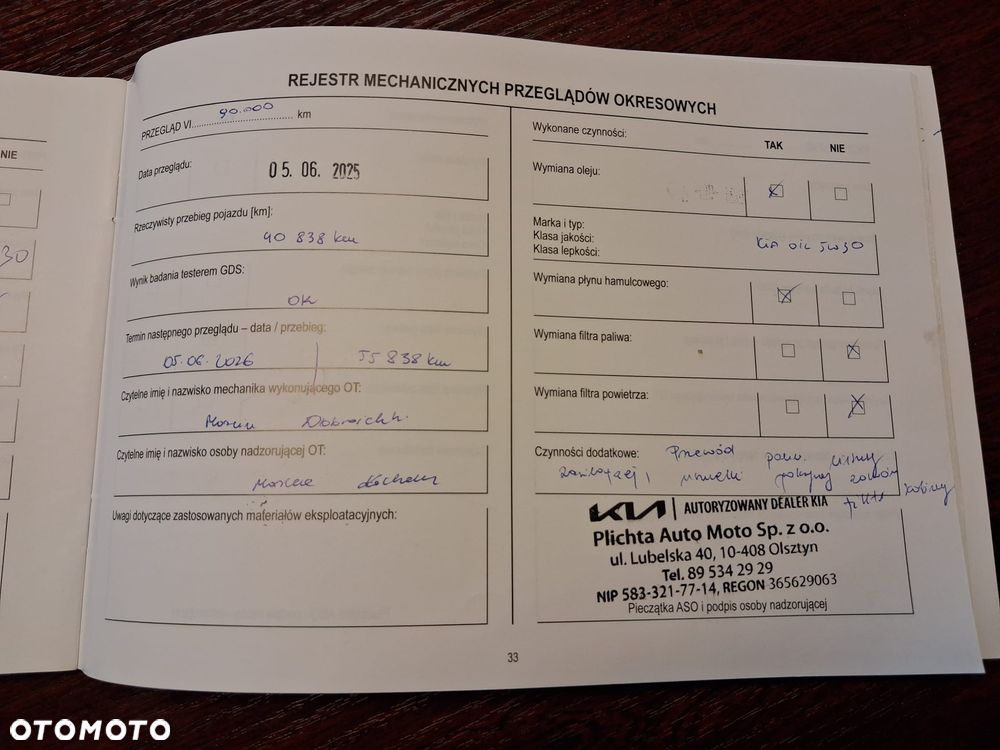 REJESTR MECHANICZNYCH PRZEGLĄDÓW OKRESOWYCH
PRZEGLĄD VI 90.000 km
Data przeglądu:
05. 06. 2025
Rzeczywisty przebieg pojazdu [km]:
40 838 km
Wynik badania testerem GDS:
OK
Termin następnego przeglądu – data / przebieg:
05.06.2026 55 838 km
Czytelne imię i nazwisko mechanika wykonującego OT:
Czytelne imię i nazwisko osoby nadzorującej OT:
Uwagi dotyczące zastosowanych materiałów eksploatacyjnych:
Wykonane czynności:
TAK NIE
Wymiana oleju:
Marka i typ:
Klasa jakości:
Klasa lepkości:
KIA OIL 5W30
Wymiana płynu hamulcowego:
Wymiana filtra paliwa:
Wymiana filtra powietrza:
Czynności dodatkowe: Przewód
KIA AUTORYZOWANY DEALER KIA
Plichta Auto Moto Sp. z o.o.
ul. Lubelska 40, 10-408 Olsztyn
Tel. 89 534 29 29
NIP 583-321-77-14, REGON 365629063
Pieczątka ASO i podpis osoby nadzorującej
33
NIE
30
OTOMOTO